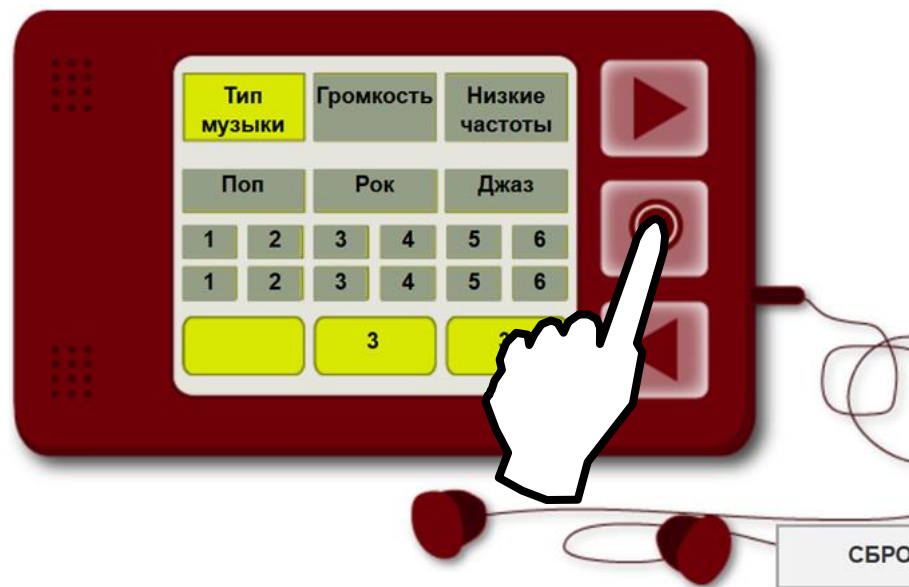 Тип музыки
Громкость
Низкие частоты
Поп Рок Джаз
1 2 3 4 5 6
1 2 3 4 5 6
3
СБРО